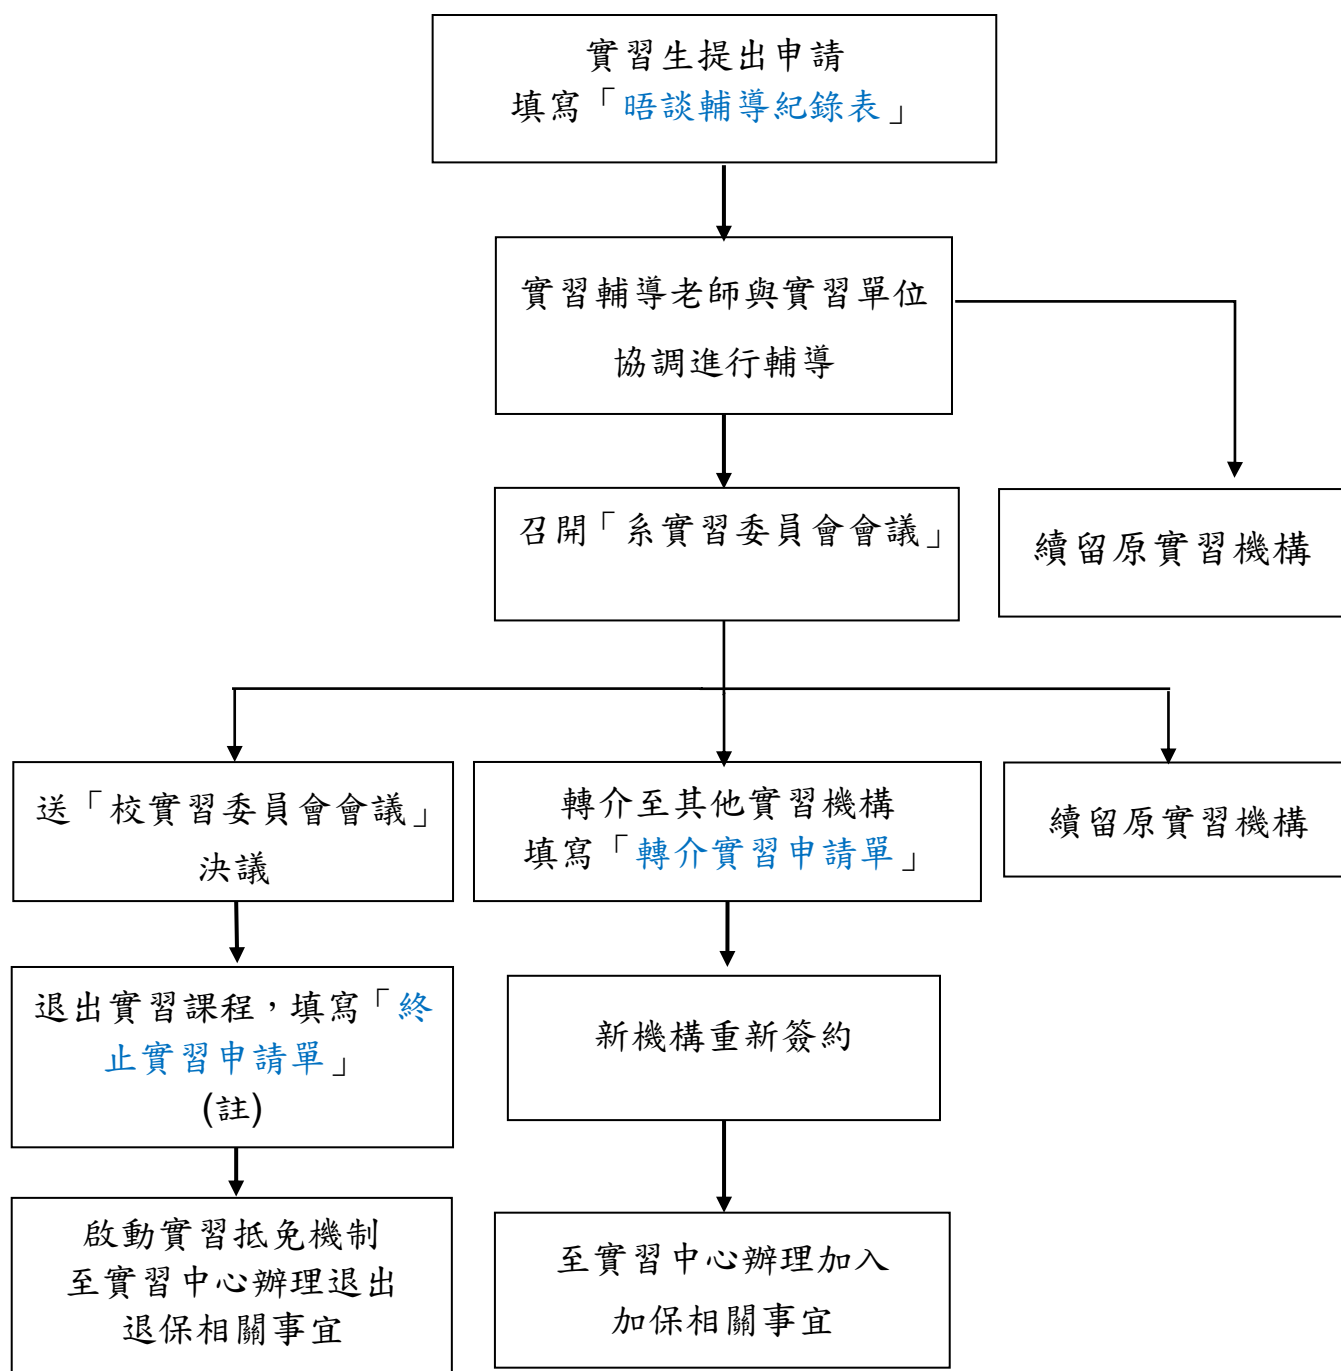 實習生提出申請
填寫「晤談輔導紀錄表」
實習輔導老師與實習單位
協調進行輔導
召開「系實習委員會會議」
續留原實習機構
送「校實習委員會會議」
決議
轉介至其他實習機構
填寫「轉介實習申請單」
續留原實習機構
退出實習課程，填寫「終
止實習申請單」
(註)
新機構重新簽約
啟動實習抵免機制
至實習中心辦理退出
退保相關事宜
至實習中心辦理加入
加保相關事宜